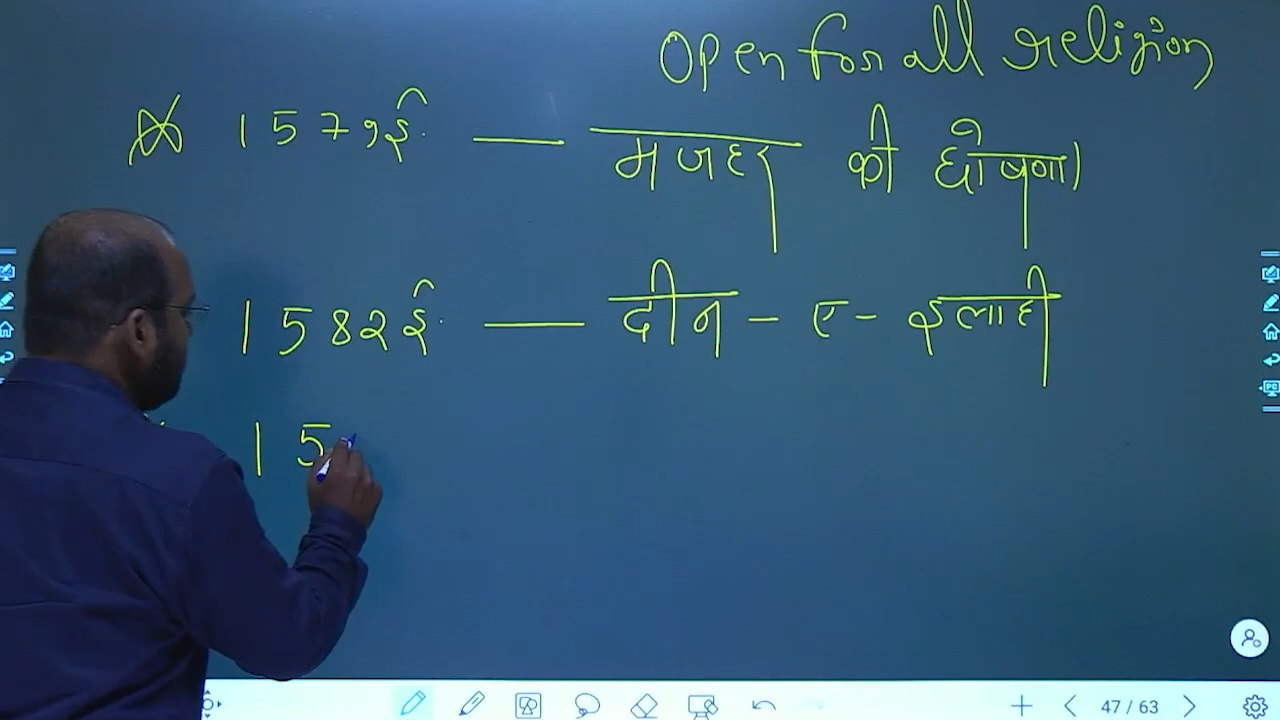 Open for all religion
1579ई. — मजहर की घोषणा
1582ई. — दीन - ए - इलाही
15
47 / 63